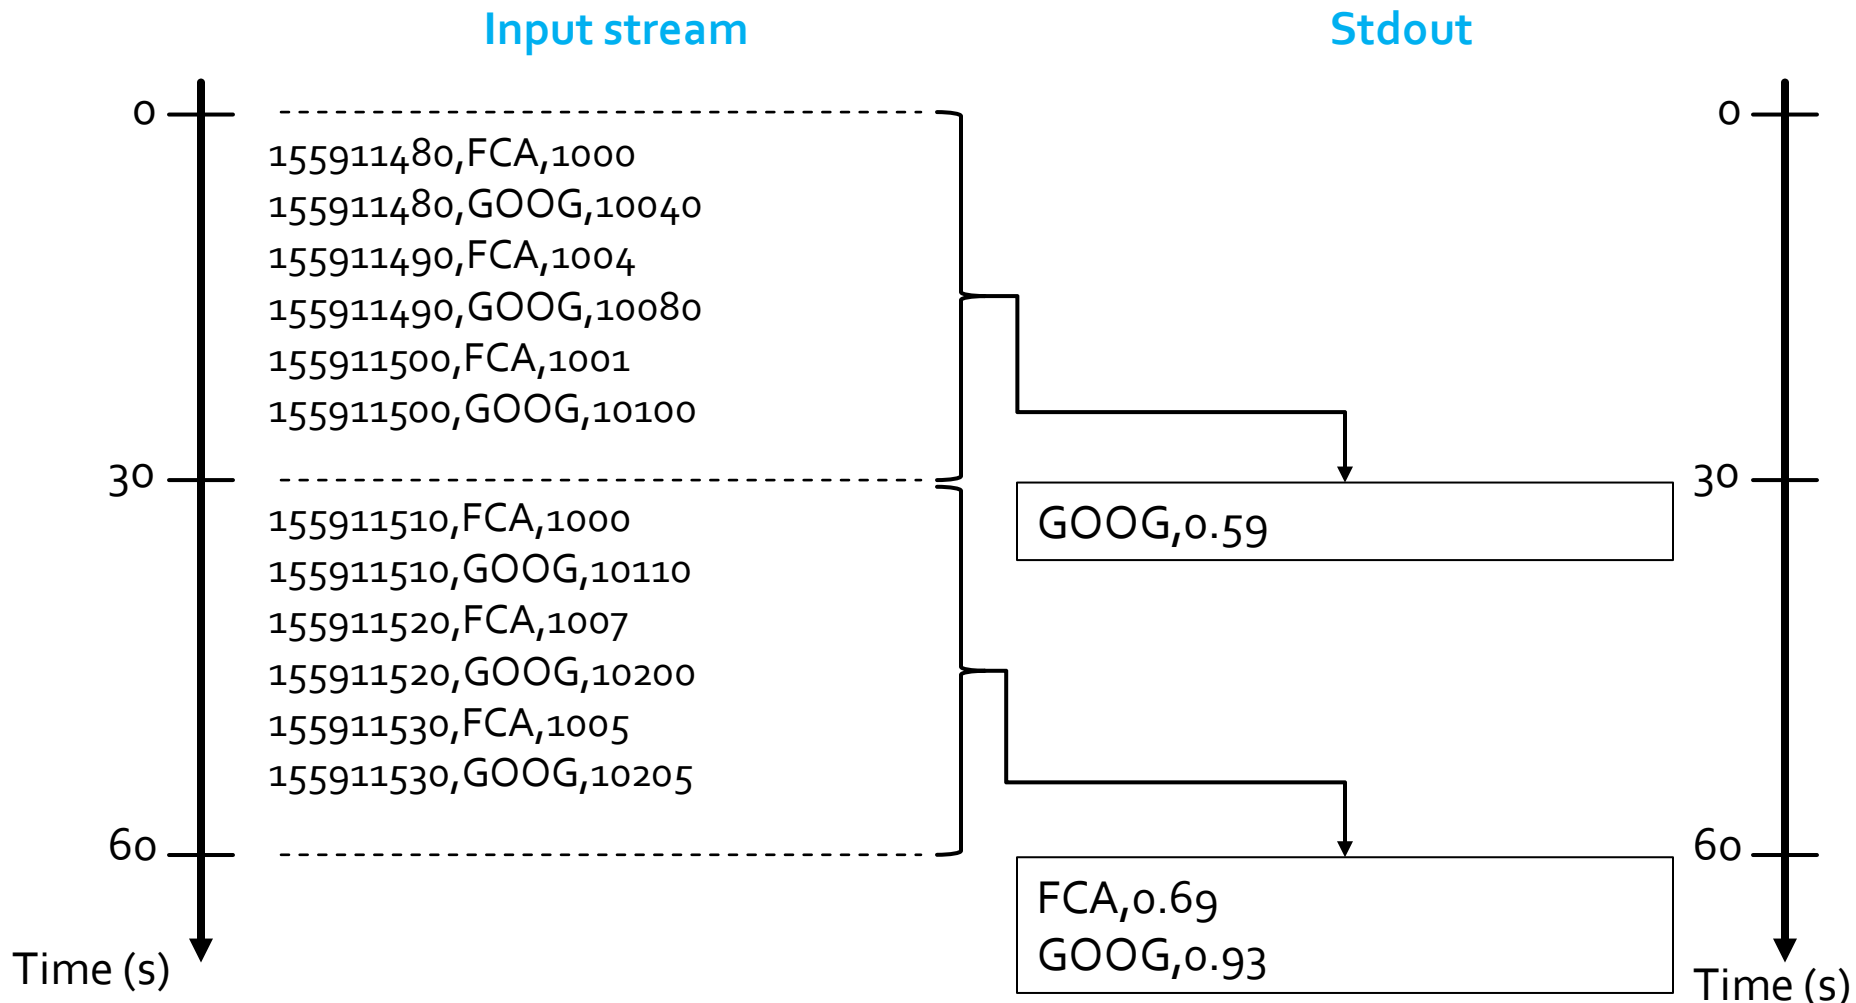 Input stream
Stdout
0
155911480,FCA,1000
155911480,GOOG,10040
155911490,FCA,1004
155911490,GOOG,10080
155911500,FCA,1001
155911500,GOOG,10100
30
155911510,FCA,1000
155911510,GOOG,10110
155911520,FCA,1007
155911520,GOOG,10200
155911530,FCA,1005
155911530,GOOG,10205
60
Time (s)
0
30
GOOG,0.59
60
FCA,0.69
GOOG,0.93
Time (s)